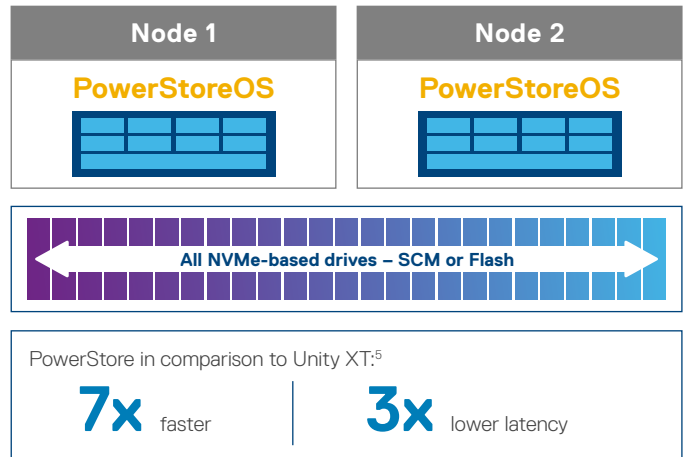 Node 1
Node 2
PowerStoreOS
PowerStoreOS
All NVMe-based drives – SCM or Flash
PowerStore in comparison to Unity XT:5
7x faster
3x lower latency